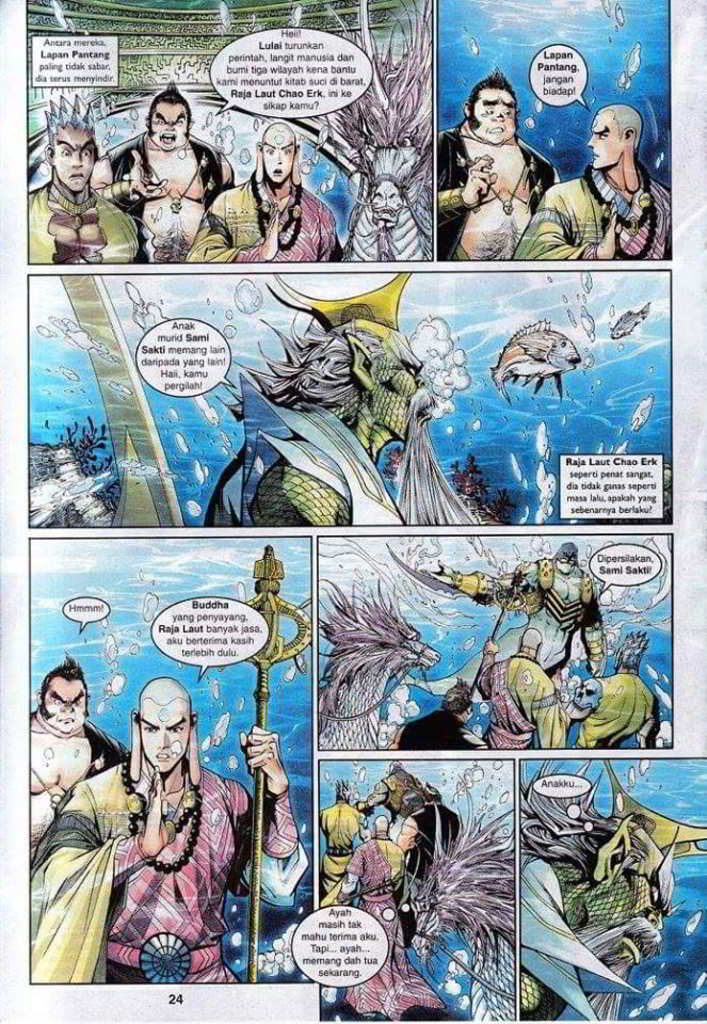 Antara mereka,
Lapan Pantang
paling tidak sabar,
dia terus menyindir.
Heii!
Lulai turunkan
perintah, langit manusia dan
bumi tiga wilayah kena bantu
kami menuntut kitab suci di barat,
Raja Laut Chao Erk, ini ke
sikap kamu?
Lapan
Pantang,
jangan
biadap!
Anak
murid Sami
Sakti memang lain
daripada yang lain!
Haii, kamu
pergilah!
Raja Laut Chao Erk
seperti penat sangat,
dia tidak ganas seperti
masa lalu, apakah yang
sebenarnya berlaku?
Hmmm!
Buddha
yang penyayang,
Raja Laut banyak jasa,
aku berterima kasih
terlebih dulu.
Dipersilakan,
Sami Sakti!
Ayah
masih tak
mahu terima aku.
Tapi... ayah
memang dah tua
sekarang.
Anakku...
24